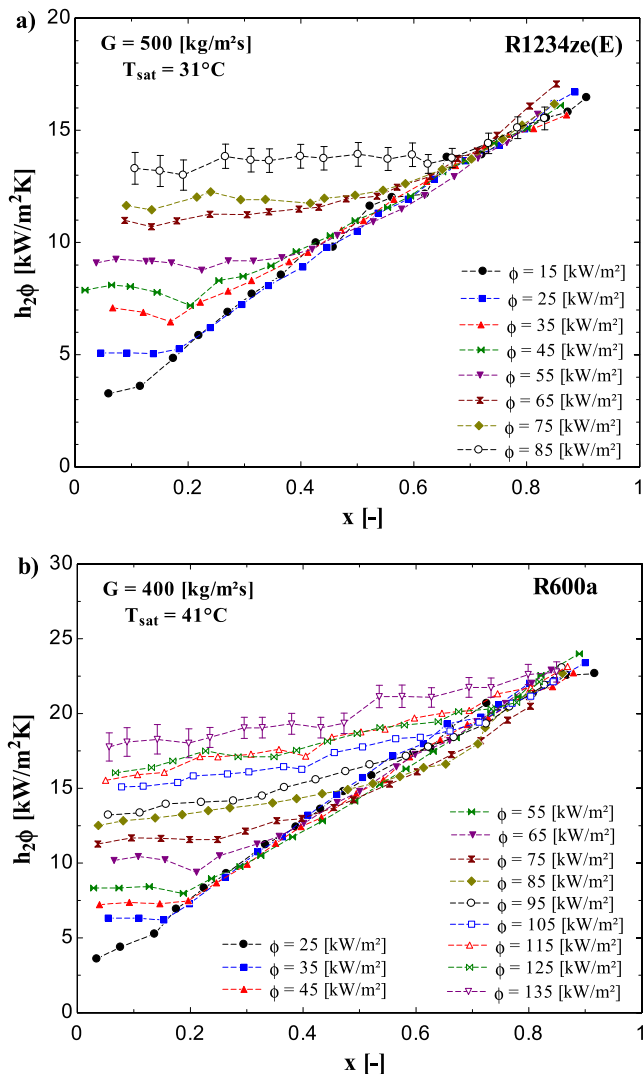 a)
G = 500 [kg/m²s]
T_sat = 31°C
R1234ze(E)
20
15
10
5
0
h₂ϕ [kW/m²K]
ϕ = 15 [kW/m²]
ϕ = 25 [kW/m²]
ϕ = 35 [kW/m²]
ϕ = 45 [kW/m²]
ϕ = 55 [kW/m²]
ϕ = 65 [kW/m²]
ϕ = 75 [kW/m²]
ϕ = 85 [kW/m²]
0 0.2 0.4 0.6 0.8 1
x [-]
b)
G = 400 [kg/m²s]
T_sat = 41°C
R600a
30
25
20
15
10
5
0
h₂ϕ [kW/m²K]
ϕ = 25 [kW/m²]
ϕ = 35 [kW/m²]
ϕ = 45 [kW/m²]
ϕ = 55 [kW/m²]
ϕ = 65 [kW/m²]
ϕ = 75 [kW/m²]
ϕ = 85 [kW/m²]
ϕ = 95 [kW/m²]
ϕ = 105 [kW/m²]
ϕ = 115 [kW/m²]
ϕ = 125 [kW/m²]
ϕ = 135 [kW/m²]
0 0.2 0.4 0.6 0.8 1
x [-]